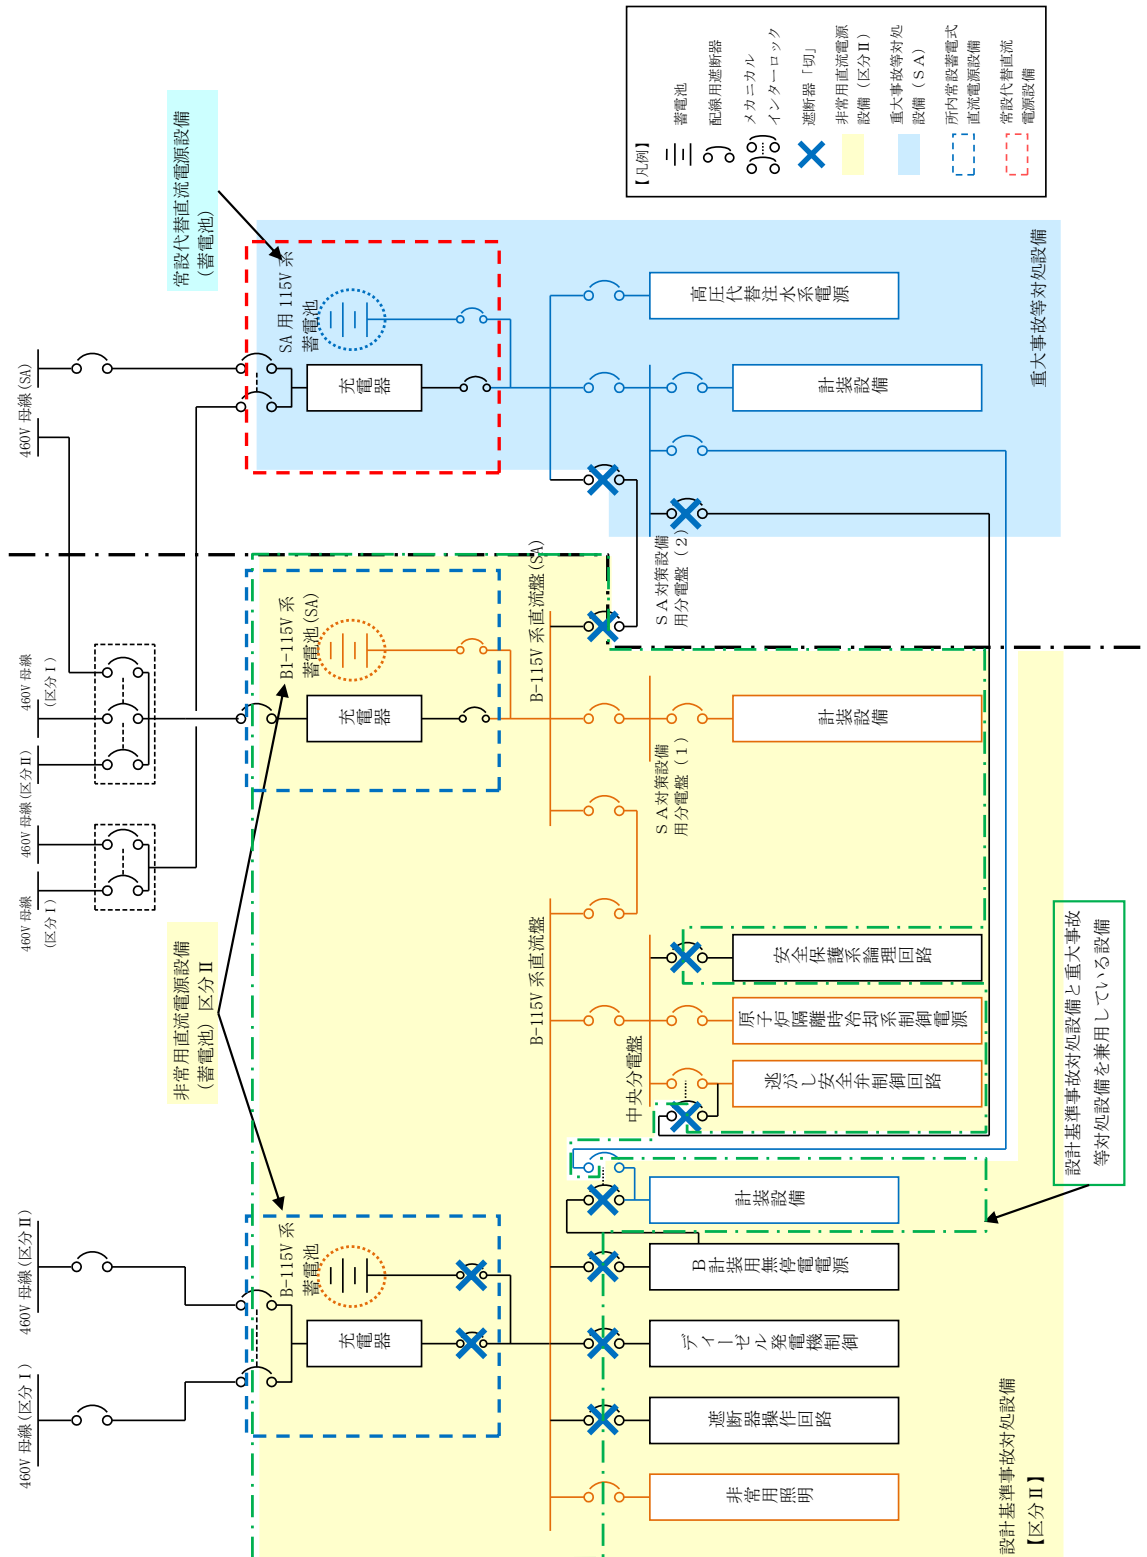 【凡例】
蓄電池
配線用遮断器
メカニカル
インターロック
遮断器「切」
非常用直流電源
設備（区分Ⅱ）
重大事故等対処
設備（ＳＡ）
所内常設蓄電式
直流電源設備
常設代替直流
電源設備
常設代替直流電源設備
（蓄電池）
460V 母線(SA)
SA 用 115V 系
蓄電池
充電器
高圧代替注水系電源
計装設備
重大事故等対処設備
ＳＡ対策設備
用分電盤（２）
460V 母線
(区分Ⅰ)
460V 母線(区分Ⅱ)
460V 母線(区分Ⅱ)
460V 母線
(区分Ⅰ)
B1-115V 系
蓄電池(SA)
充電器
B-115V 系直流盤(SA)
ＳＡ対策設備
用分電盤（１）
計装設備
非常用直流電源設備
（蓄電池）区分Ⅱ
B-115V 系直流盤
中央分電盤
安全保護系論理回路
原子炉隔離時冷却系制御電源
逃がし安全弁制御回路
計装設備
Ｂ計装用無停電電源
ディーゼル発電機制御
遮断器操作回路
非常用照明
460V 母線(区分Ⅱ)
460V 母線(区分Ⅰ)
B-115V 系
蓄電池
充電器
設計基準事故対処設備と重大事故
等対処設備を兼用している設備
設計基準事故対処設備
【区分Ⅱ】